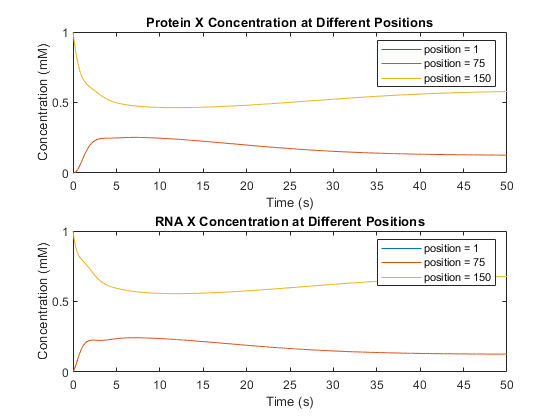 Protein X Concentration at Different Positions
1
0.5
0
Concentration (mM)
position = 1
position = 75
position = 150
0 5 10 15 20 25 30 35 40 45 50
Time (s)
RNA X Concentration at Different Positions
1
0.5
0
Concentration (mM)
position = 1
position = 75
position = 150
0 5 10 15 20 25 30 35 40 45 50
Time (s)